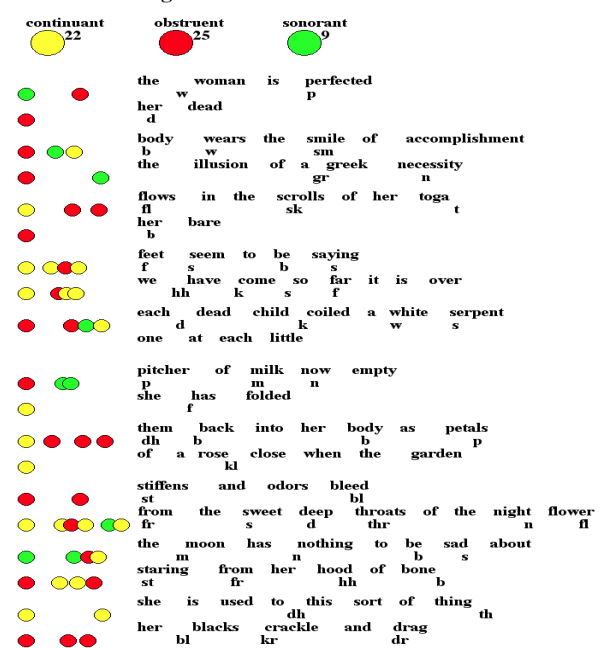 continuant obstruent sonorant
22 25 9
the woman is perfected
w p
her dead
d
body wears the smile of accomplishment
b w sm
the illusion of a greek necessity
gr n
flows in the scrolls of her toga
fl sk t
her bare
b
feet seem to be saying
f s b s
we have come so far it is over
hh k s f
each dead child coiled a white serpent
d k w s
one at each little
pitcher of milk now empty
p m n
she has folded
f
them back into her body as petals
dh b b p
of a rose close when the garden
kl
stiffens and odors bleed
st bl
from the sweet deep throats of the night flower
fr s d thr n fl
the moon has nothing to be sad about
m n b s
staring from her hood of bone
st fr hh b
she is used to this sort of thing
dh th
her blacks crackle and drag
bl kr dr